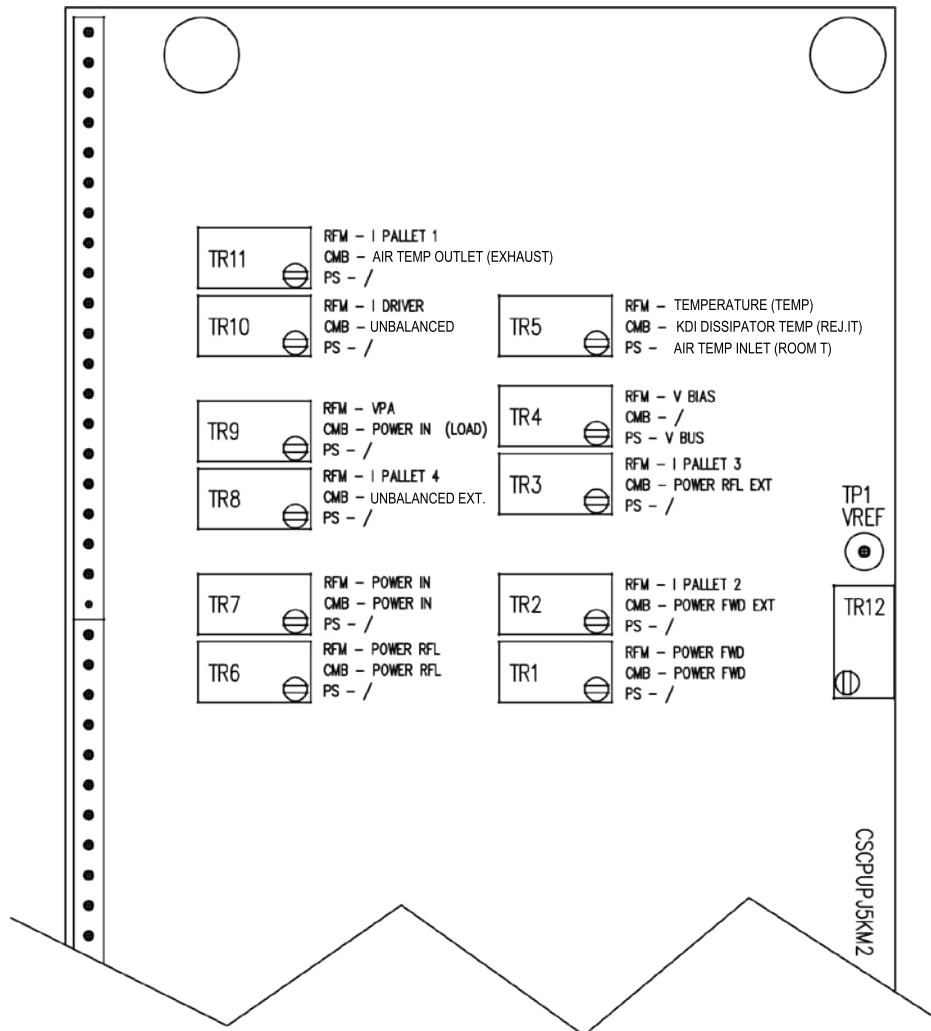 TR11
RFM - I PALLET 1
CMB - AIR TEMP OUTLET (EXHAUST)
PS - /
TR10
RFM - I DRIVER
CMB - UNBALANCED
PS - /
TR5
RFM - TEMPERATURE (TEMP)
CMB - KDI DISSIPATOR TEMP (REJ.IT)
PS - AIR TEMP INLET (ROOM T)
TR9
RFM - VPA
CMB - POWER IN (LOAD)
PS - /
TR4
RFM - V BIAS
CMB - /
PS - V BUS
TR8
RFM - I PALLET 4
CMB - UNBALANCED EXT.
PS - /
TR3
RFM - I PALLET 3
CMB - POWER RFL EXT
PS - /
TP1
VREF
TR7
RFM - POWER IN
CMB - POWER IN
PS - /
TR2
RFM - I PALLET 2
CMB - POWER FWD EXT
PS - /
TR12
TR6
RFM - POWER RFL
CMB - POWER RFL
PS - /
TR1
RFM - POWER FWD
CMB - POWER FWD
PS - /
CSCPUPJ5KM2